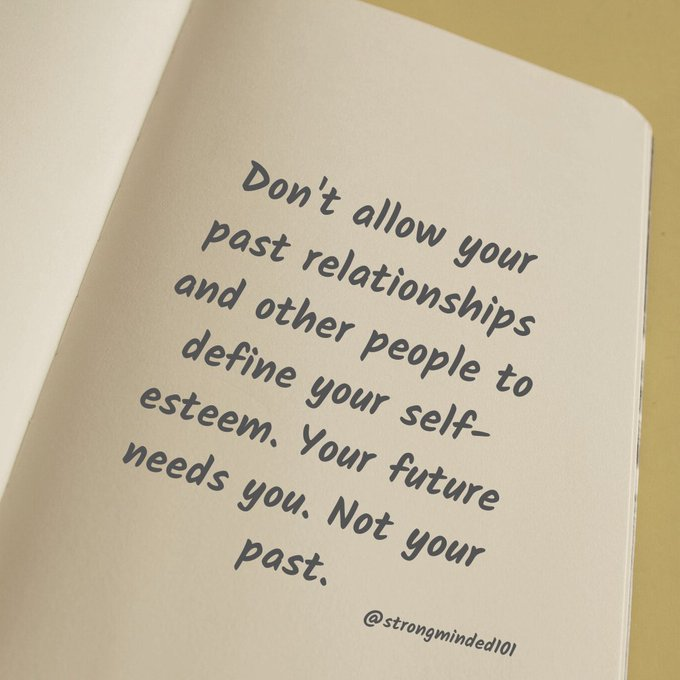 Don't allow your
past relationships
and other people to
define your self-
esteem. Your future
needs you. Not your
past.
@strongminded101